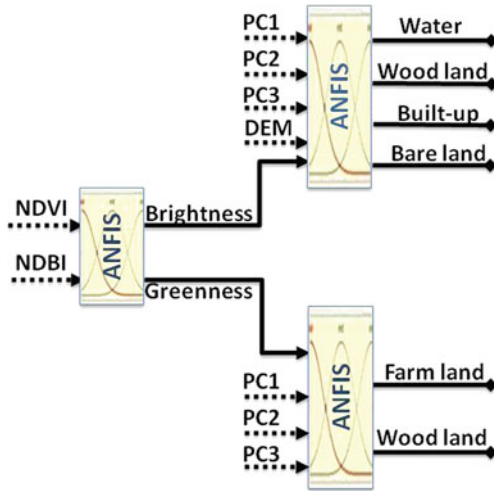 PC1
PC2
PC3
DEM
ANFIS
Water
Wood land
Built-up
Bare land
NDVI
NDBI
ANFIS
Brightness
Greenness
PC1
PC2
PC3
ANFIS
Farm land
Wood land